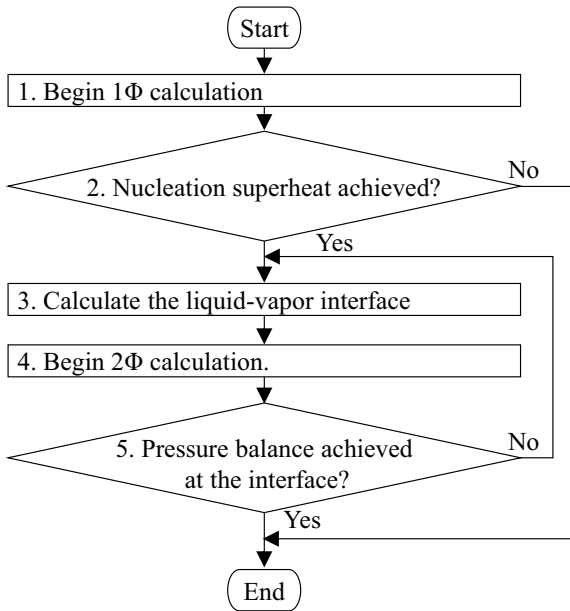 Start
1. Begin 1Φ calculation
2. Nucleation superheat achieved?
No
Yes
3. Calculate the liquid-vapor interface
4. Begin 2Φ calculation.
5. Pressure balance achieved
at the interface?
No
Yes
End